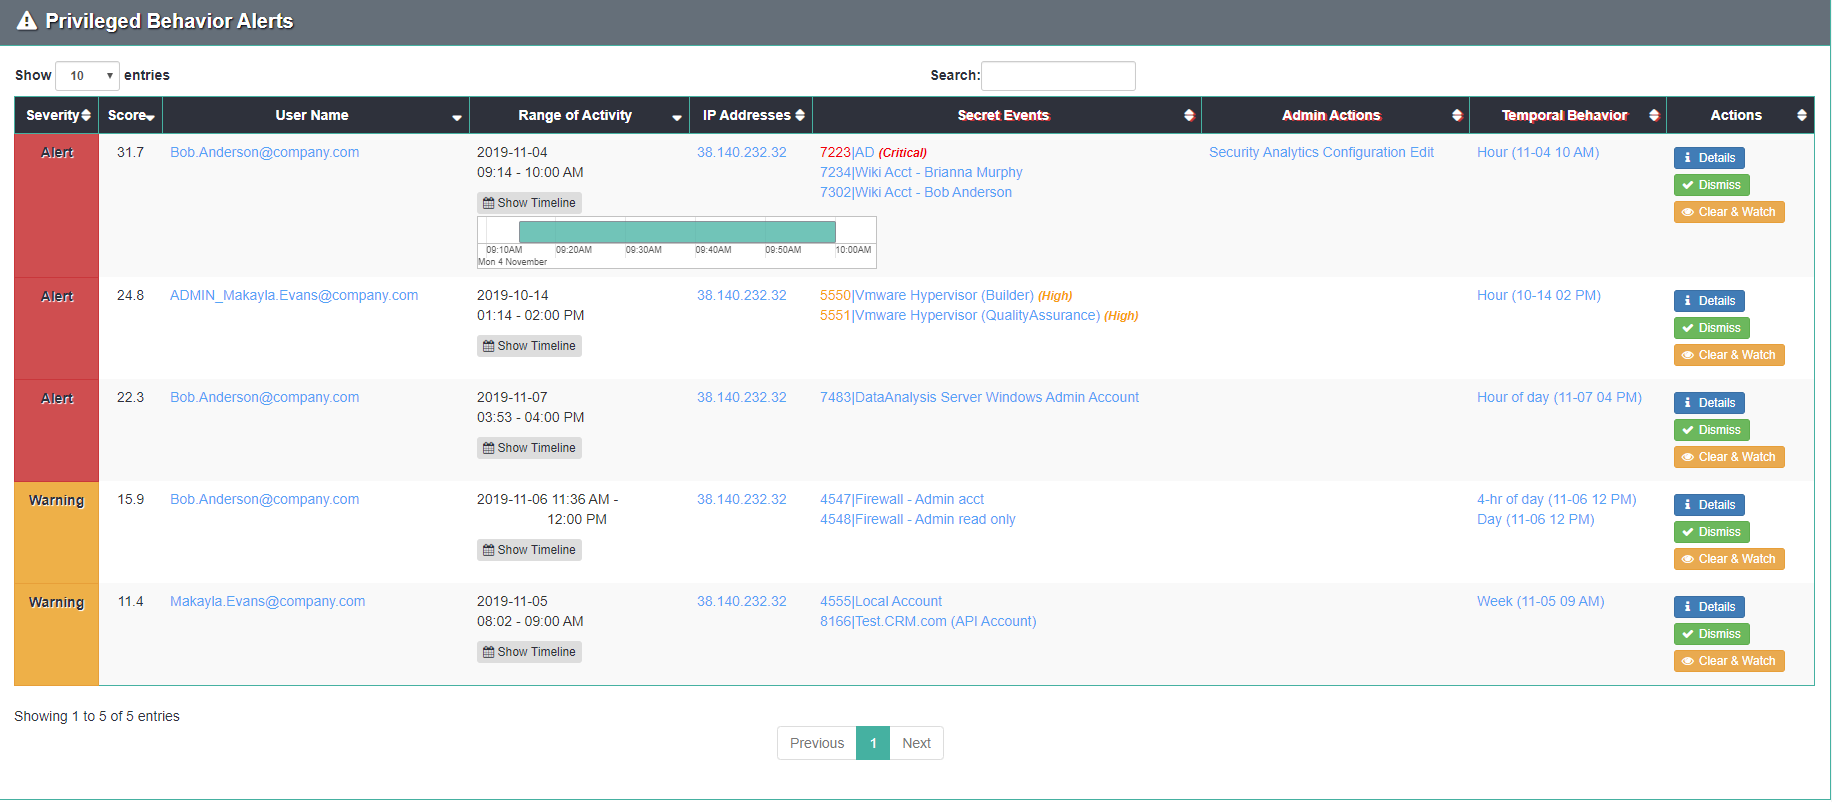 Privileged Behavior Alerts
Show 10 entries
Search:
Severity Score User Name Range of Activity IP Addresses Secret Events Admin Actions Temporal Behavior Actions
Alert 31.7 Bob.Anderson@company.com 2019-11-04 38.140.232.32 7223|AD (Critical) Security Analytics Configuration Edit Hour (11-04 10 AM) Details
09:14 - 10:00 AM 7234|Wiki Acct - Brianna Murphy
7302|Wiki Acct - Bob Anderson Dismiss
Show Timeline Clear & Watch
09:10AM 09:20AM 09:30AM 09:40AM 09:50AM 10:00AM
Mon 4 November
Alert 24.8 ADMIN_Makayla.Evans@company.com 2019-10-14 38.140.232.32 5550|Vmware Hypervisor (Builder) (High) Hour (10-14 02 PM) Details
01:14 - 02:00 PM 5551|Vmware Hypervisor (QualityAssurance) (High) Dismiss
Show Timeline Clear & Watch
Alert 22.3 Bob.Anderson@company.com 2019-11-07 38.140.232.32 7483|DataAnalysis Server Windows Admin Account Hour of day (11-07 04 PM) Details
03:53 - 04:00 PM Dismiss
Show Timeline Clear & Watch
Warning 15.9 Bob.Anderson@company.com 2019-11-06 11:36 AM - 38.140.232.32 4547|Firewall - Admin acct 4-hr of day (11-06 12 PM) Details
12:00 PM 4548|Firewall - Admin read only Day (11-06 12 PM) Dismiss
Show Timeline Clear & Watch
Warning 11.4 Makayla.Evans@company.com 2019-11-05 38.140.232.32 4555|Local Account Week (11-05 09 AM) Details
08:02 - 09:00 AM 8166|Test.CRM.com (API Account) Dismiss
Show Timeline Clear & Watch
Showing 1 to 5 of 5 entries
Previous 1 Next